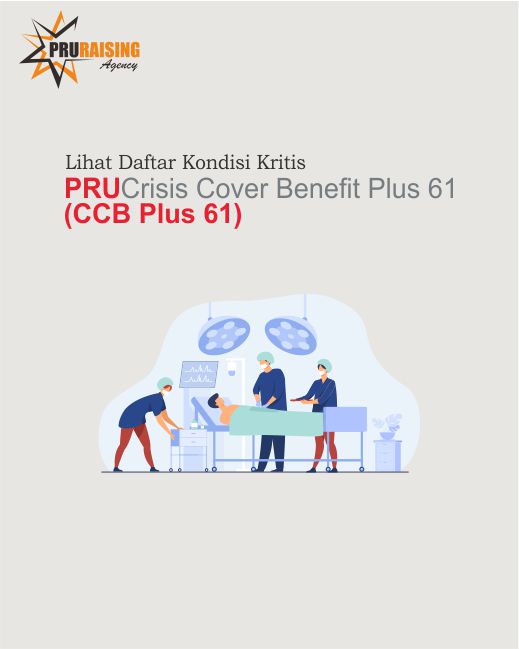 PRURAISING
Agency
Lihat Daftar Kondisi Kritis
PRUCrisis Cover Benefit Plus 61
(CCB Plus 61)